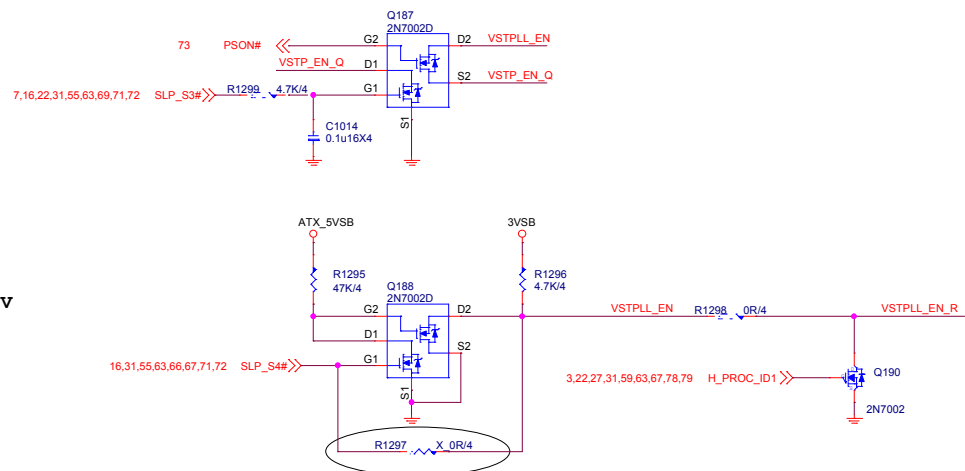 Q187
2N7002D
73 PSON# G2 D2 VSTPLL_EN
VSTP_EN_Q D1 S2 VSTP_EN_Q
7,16,22,31,55,63,69,71,72 SLP_S3# R1299 4.7K/4 G1
S1
C1014
0.1u16X4
ATX_5VSB 3VSB
R1295
47K/4
R1296
4.7K/4
v
Q188
2N7002D
G2 D2 VSTPLL_EN R1298 0R/4 VSTPLL_EN_R
D1 S2
16,31,55,63,66,67,71,72 SLP_S4# G1
S1
3,22,27,31,59,63,67,78,79 H_PROC_ID1 Q190
2N7002
R1297 X_0R/4